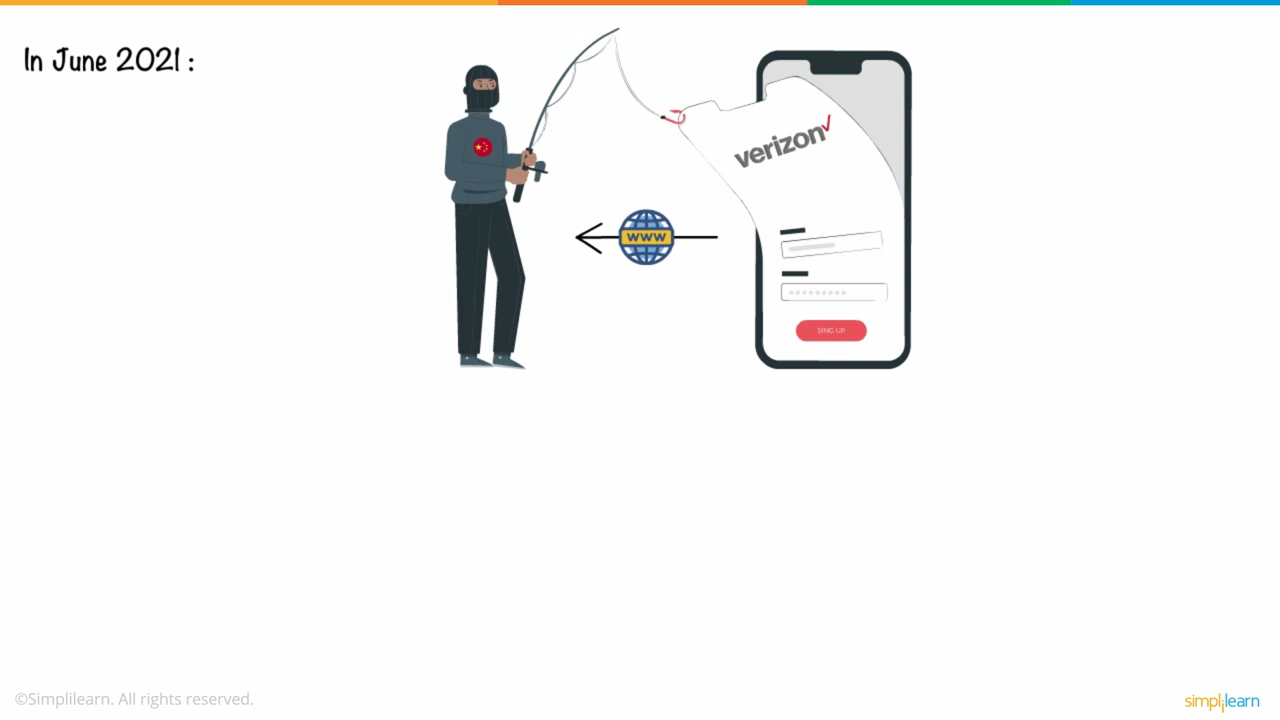 In June 2021 :
verizon
WWW
SING UP
©Simplilearn. All rights reserved.
simplilearn